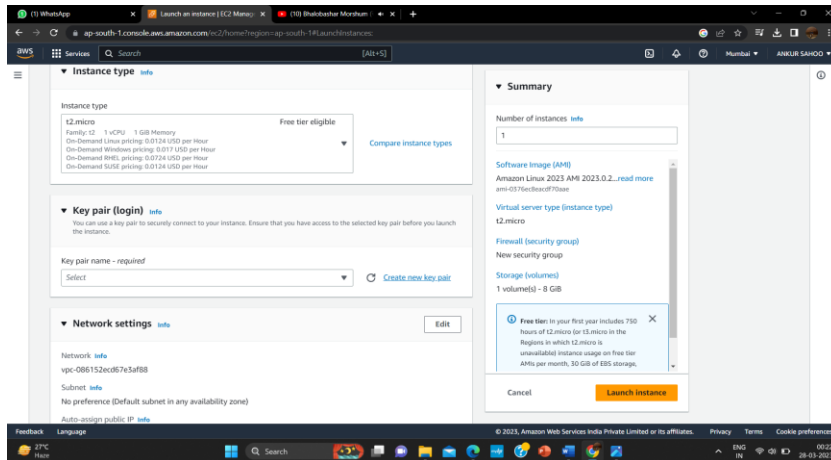 (1) WhatsApp
Launch an instance | EC2 Manag
(10) Bhalobashar Morshum |
ap-south-1.console.aws.amazon.com/ec2/home?region=ap-south-1#LaunchInstances:
aws
Services
Search
[Alt+S]
Mumbai
ANKUR SAHOO
Instance type Info
Instance type
t2.micro
Free tier eligible
Family: t2 1 vCPU 1 GiB Memory
On-Demand Linux pricing: 0.0124 USD per Hour
On-Demand Windows pricing: 0.017 USD per Hour
On-Demand RHEL pricing: 0.0724 USD per Hour
On-Demand SUSE pricing: 0.0124 USD per Hour
Compare instance types
Key pair (login) Info
You can use a key pair to securely connect to your instance. Ensure that you have access to the selected key pair before you launch
the instance.
Key pair name - required
Select
Create new key pair
Network settings Info
Edit
Network Info
vpc-086152ecd67e3af88
Subnet Info
No preference (Default subnet in any availability zone)
Auto-assign public IP Info
Summary
Number of instances Info
1
Software Image (AMI)
Amazon Linux 2023 AMI 2023.0.2...read more
ami-0376ec8eacdf70aae
Virtual server type (instance type)
t2.micro
Firewall (security group)
New security group
Storage (volumes)
1 volume(s) - 8 GiB
Free tier: In your first year includes 750
hours of t2.micro (or t3.micro in the
Regions in which t2.micro is
unavailable) instance usage on free tier
AMIs per month, 30 GiB of EBS storage,
Cancel
Launch instance
Feedback
Language
© 2023, Amazon Web Services India Private Limited or its affiliates.
Privacy
Terms
Cookie preferences
27°C
Haze
Search
ENG
IN